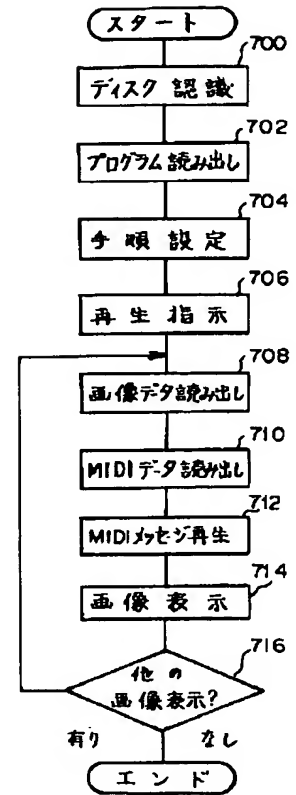 スタート
700
ディスク認識
702
プログラム読み出し
704
手順設定
706
再生指示
708
画像データ読み出し
710
MIDIデータ読み出し
712
MIDIメッセージ再生
714
画像表示
716
他の
画像表示?
有り なし
エンド